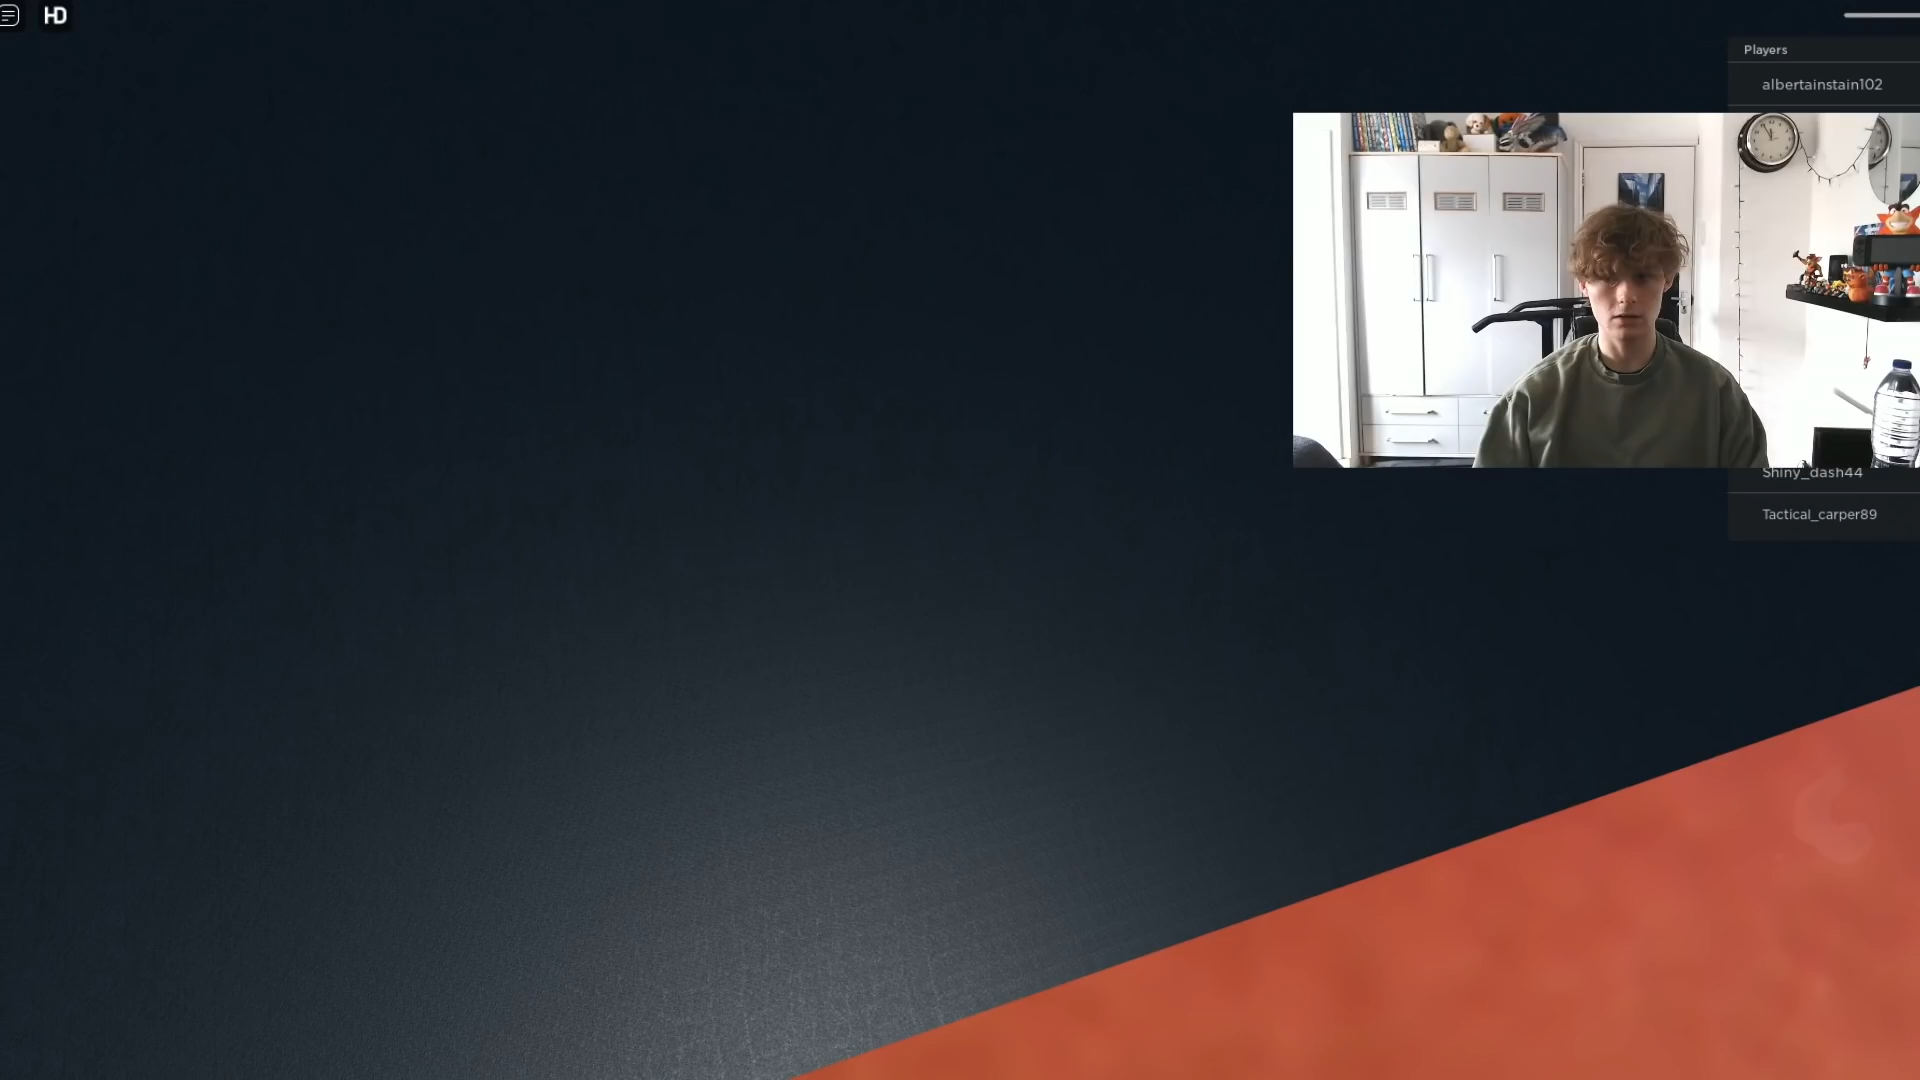 HD
Players
albertainstain102
Shiny_dash44
Tactical_carper89